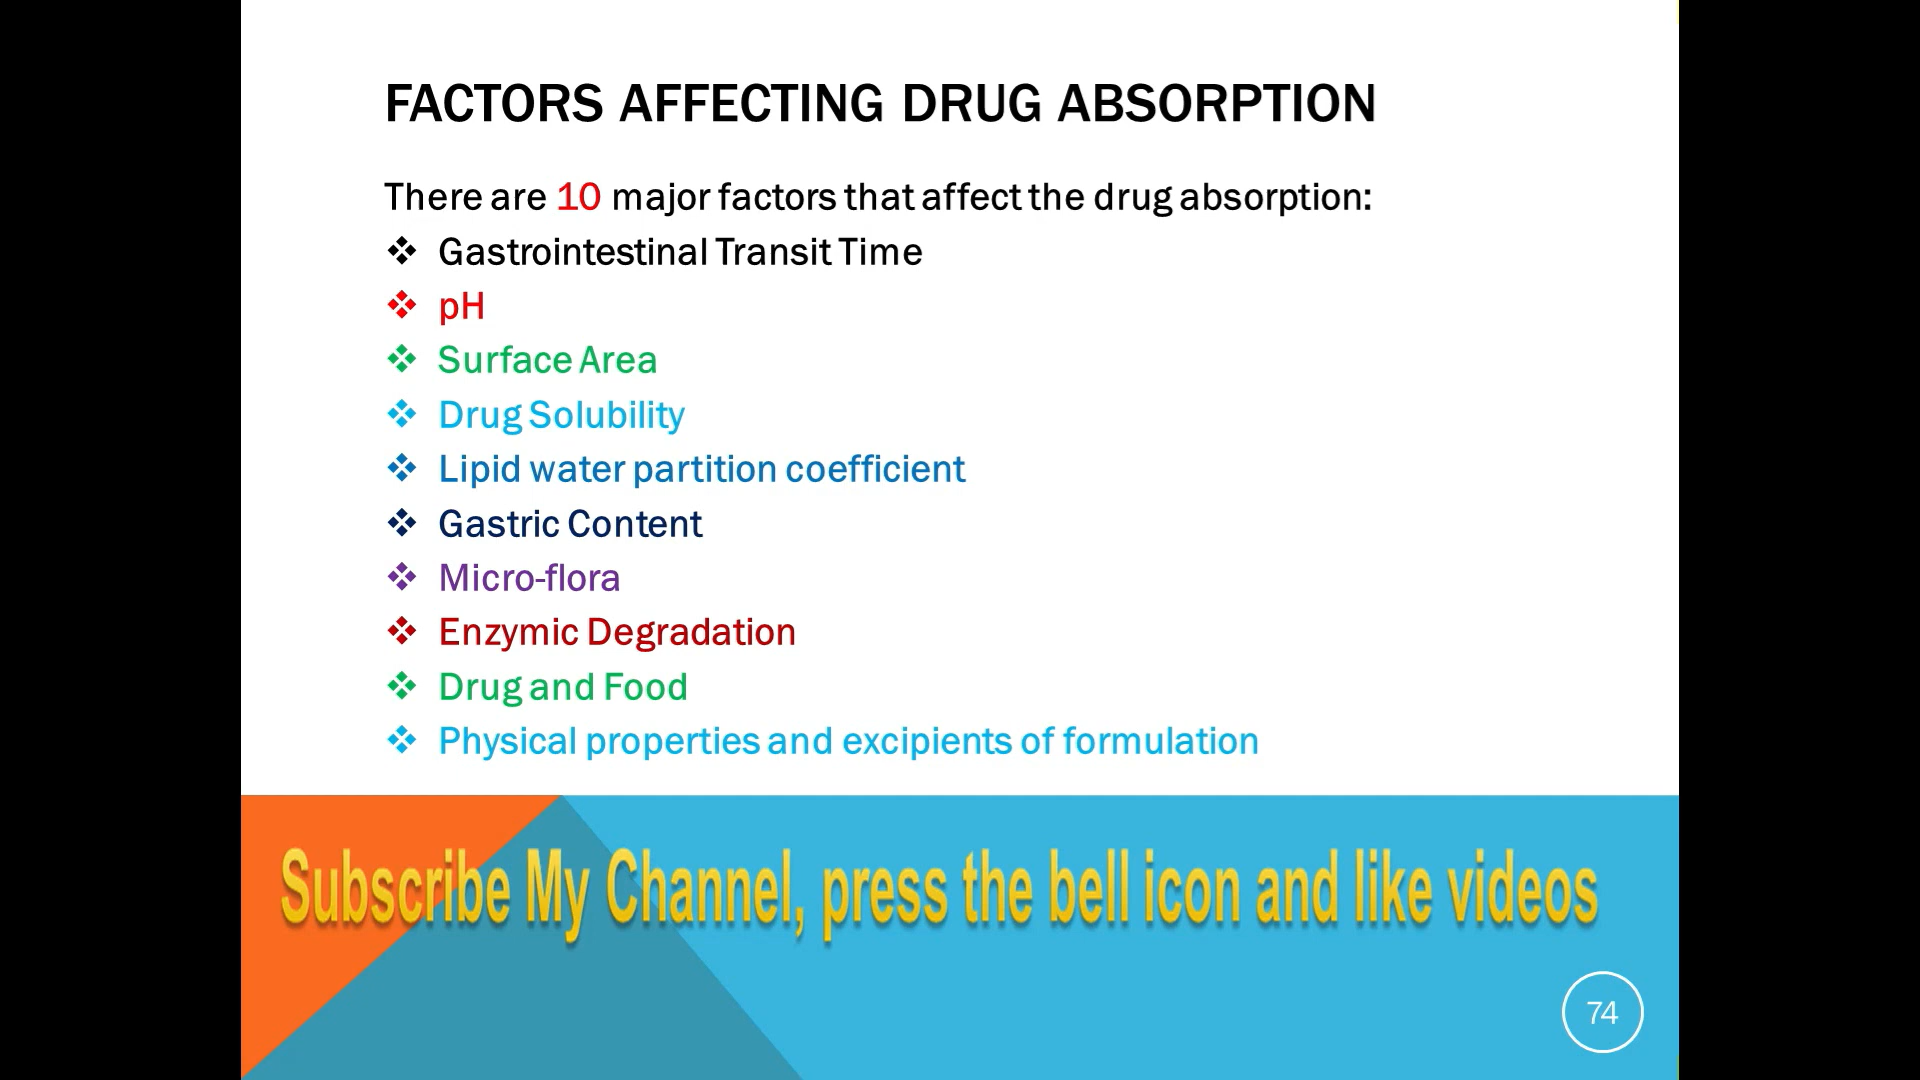 FACTORS AFFECTING DRUG ABSORPTION
There are 10 major factors that affect the drug absorption:
❖ Gastrointestinal Transit Time
❖ pH
❖ Surface Area
❖ Drug Solubility
❖ Lipid water partition coefficient
❖ Gastric Content
❖ Micro-flora
❖ Enzymic Degradation
❖ Drug and Food
❖ Physical properties and excipients of formulation
Subscribe My Channel, press the bell icon and like videos
74